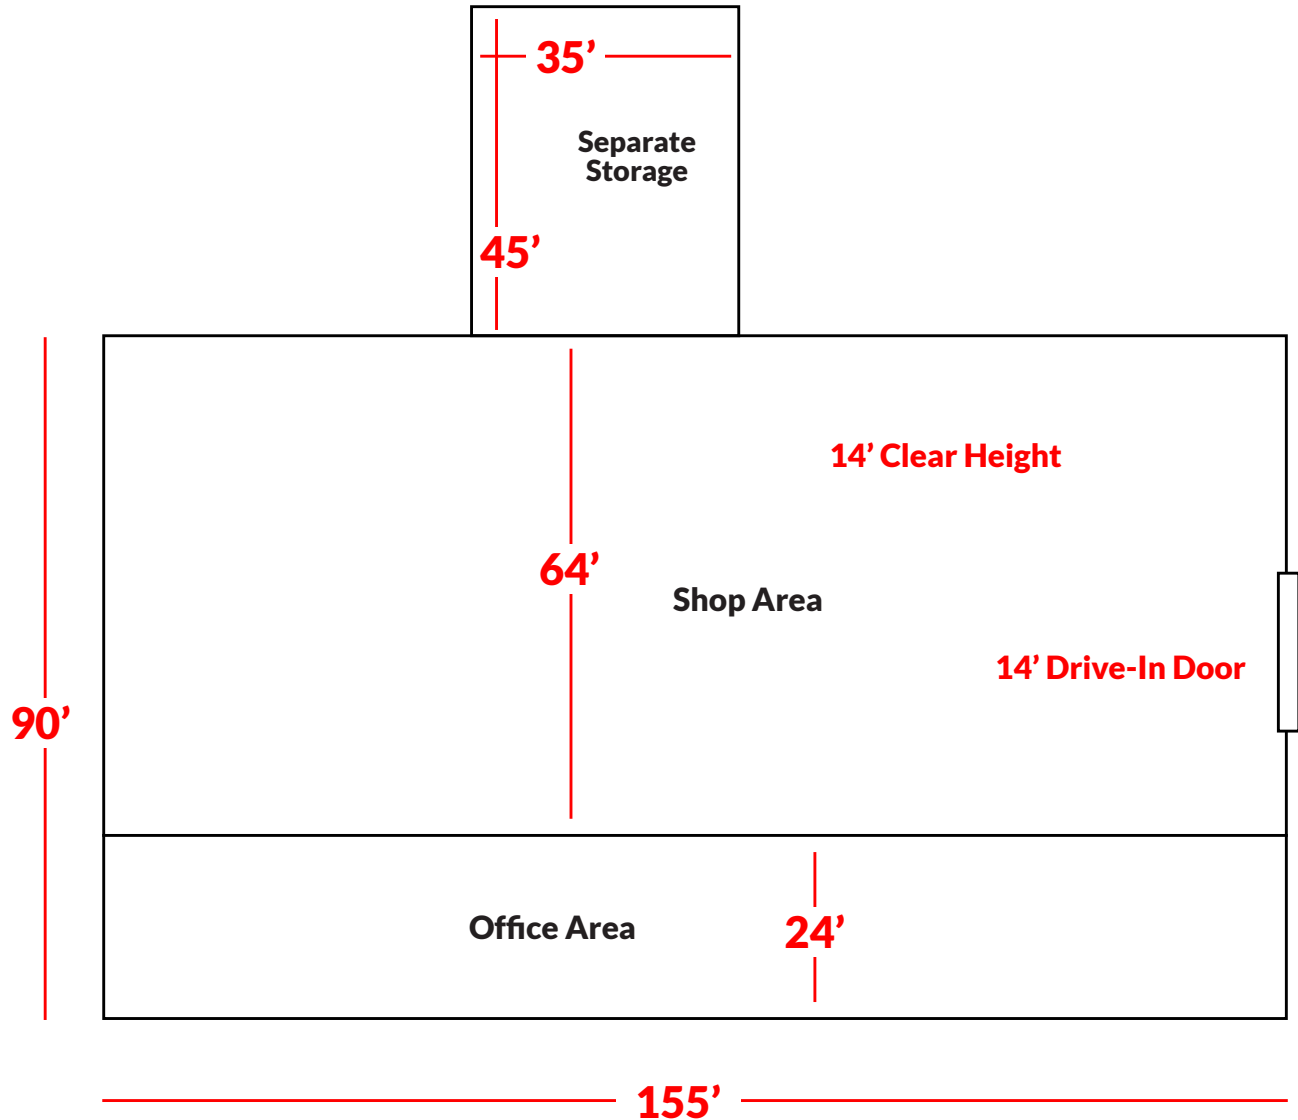 35’
Separate
Storage
45’
14’ Clear Height
64’
Shop Area
14’ Drive-In Door
90’
Office Area
24’
155’